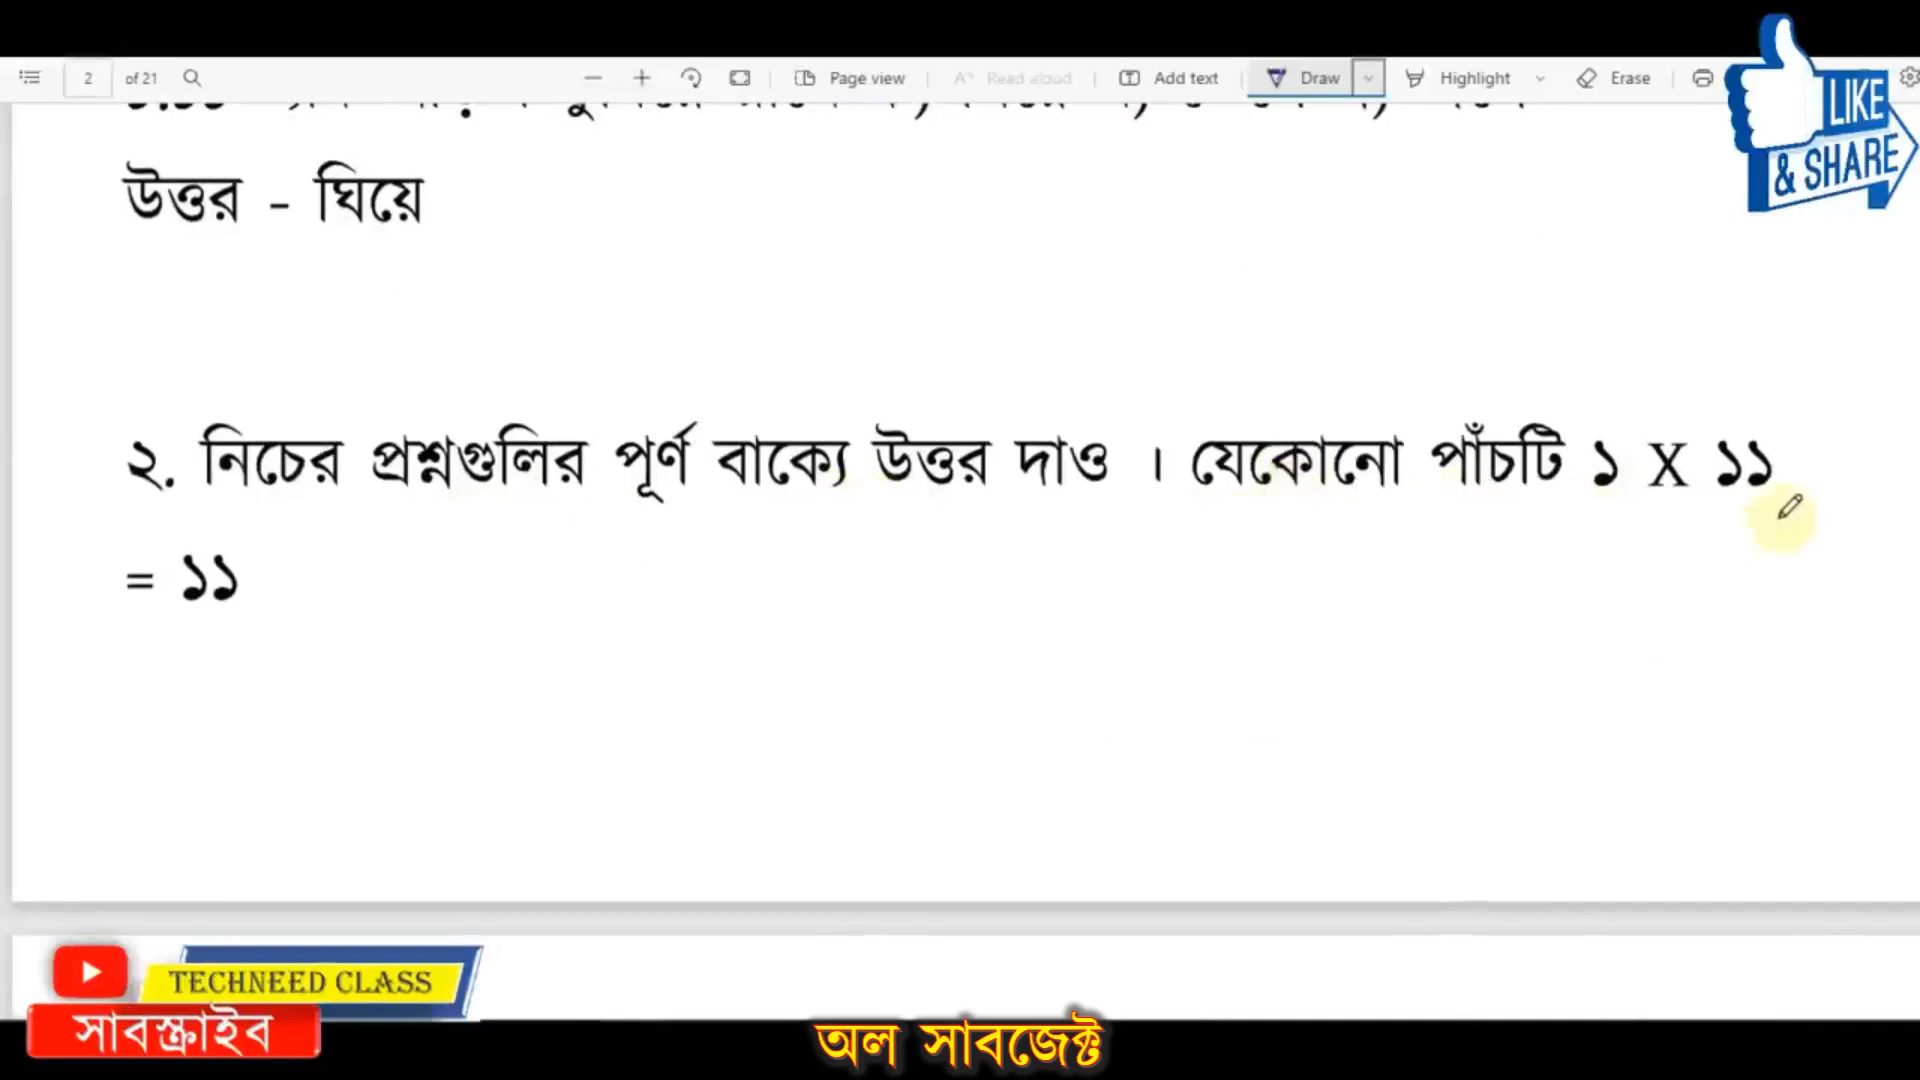 2 of 21 Page view Read aloud Add text Draw Highlight Erase
LIKE
& SHARE
উত্তর - ঘিয়ে
২. নিচের প্রশ্নগুলির পূর্ণ বাক্যে উত্তর দাও । যেকোনো পাঁচটি ১ X ১১
= ১১
TECHNEED CLASS
সাবস্ক্রাইব
অল সাবজেক্ট